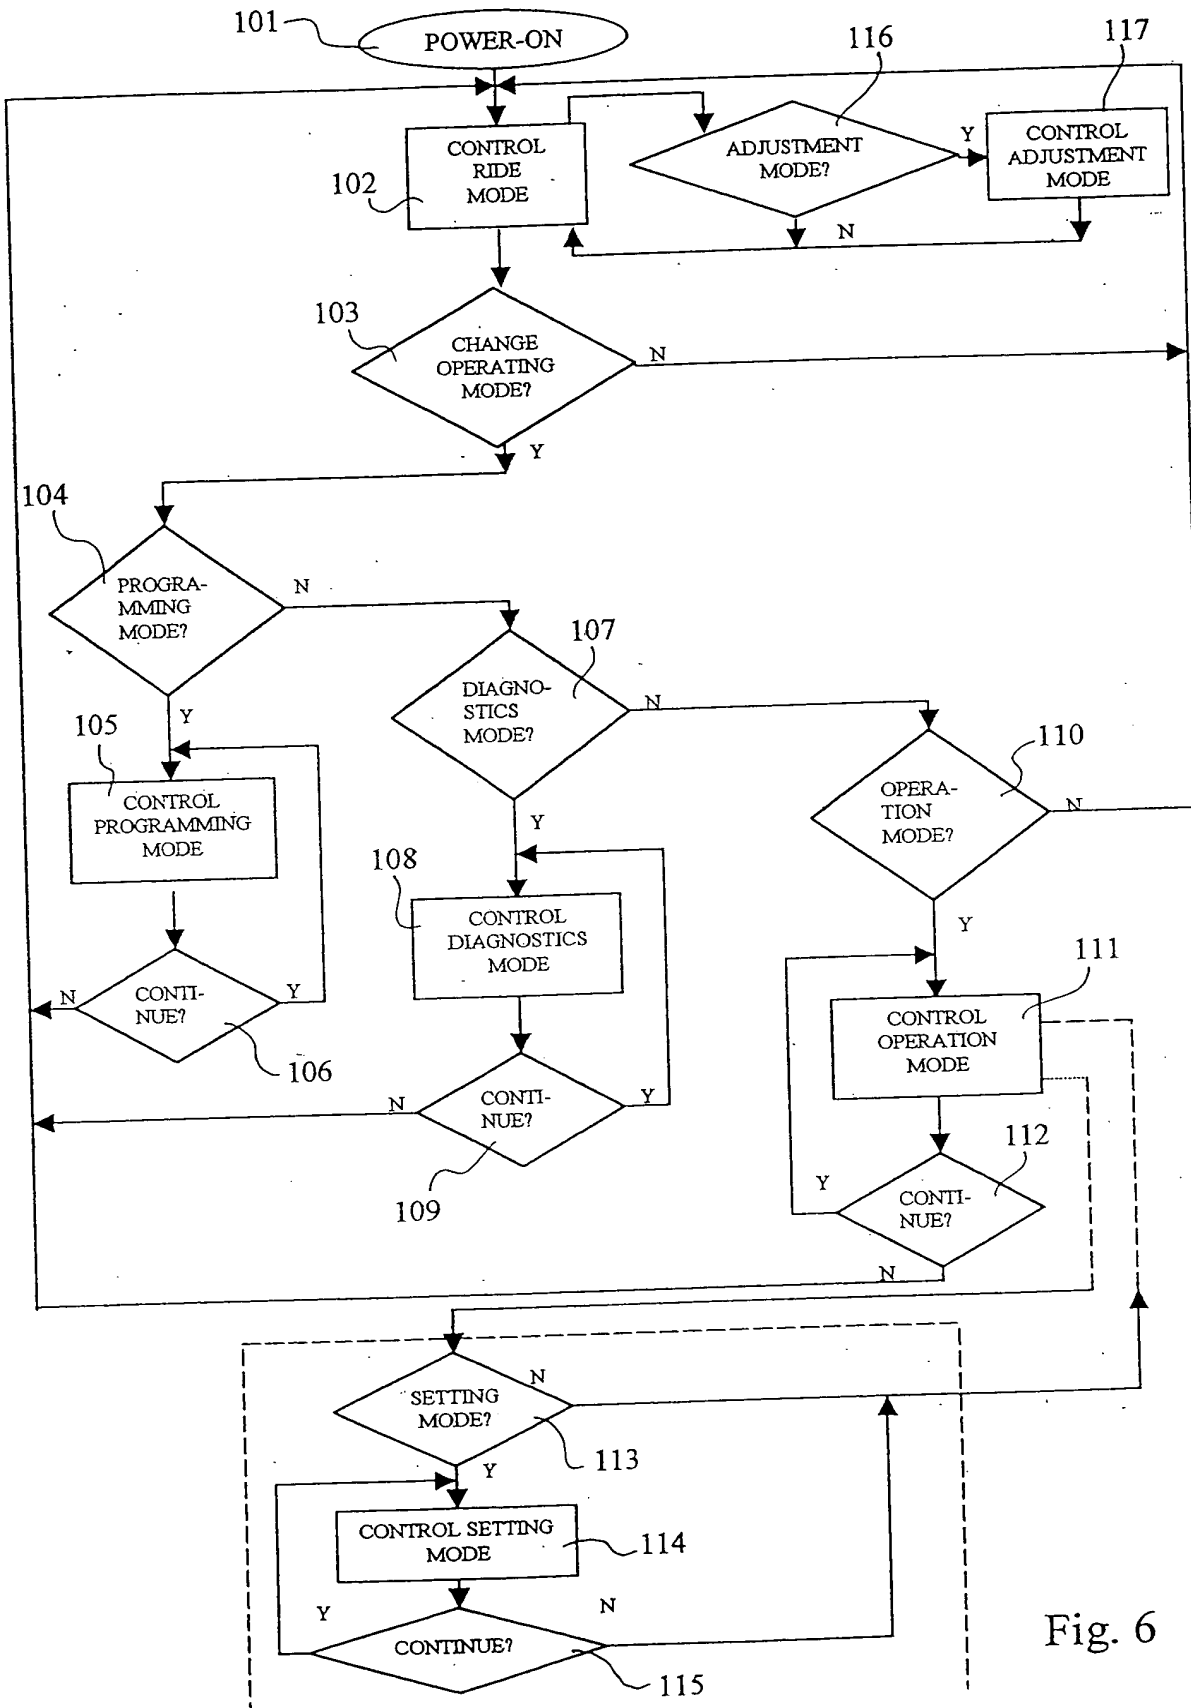 101
POWER-ON
116
117
CONTROL
RIDE
MODE
102
ADJUSTMENT
MODE?
Y
CONTROL
ADJUSTMENT
MODE
N
103
CHANGE
OPERATING
MODE?
N
Y
104
PROGRA-
MMING
MODE?
N
Y
107
DIAGNO-
STICS
MODE?
N
Y
110
OPERA-
TION
MODE?
N
Y
105
CONTROL
PROGRAMMING
MODE
N
CONTI-
NUE?
Y
106
108
CONTROL
DIAGNOSTICS
MODE
N
CONTI-
NUE?
Y
109
111
CONTROL
OPERATION
MODE
112
Y
CONTI-
NUE?
N
SETTING
MODE?
N
113
Y
CONTROL SETTING
MODE
114
Y
N
CONTINUE?
115
Fig. 6